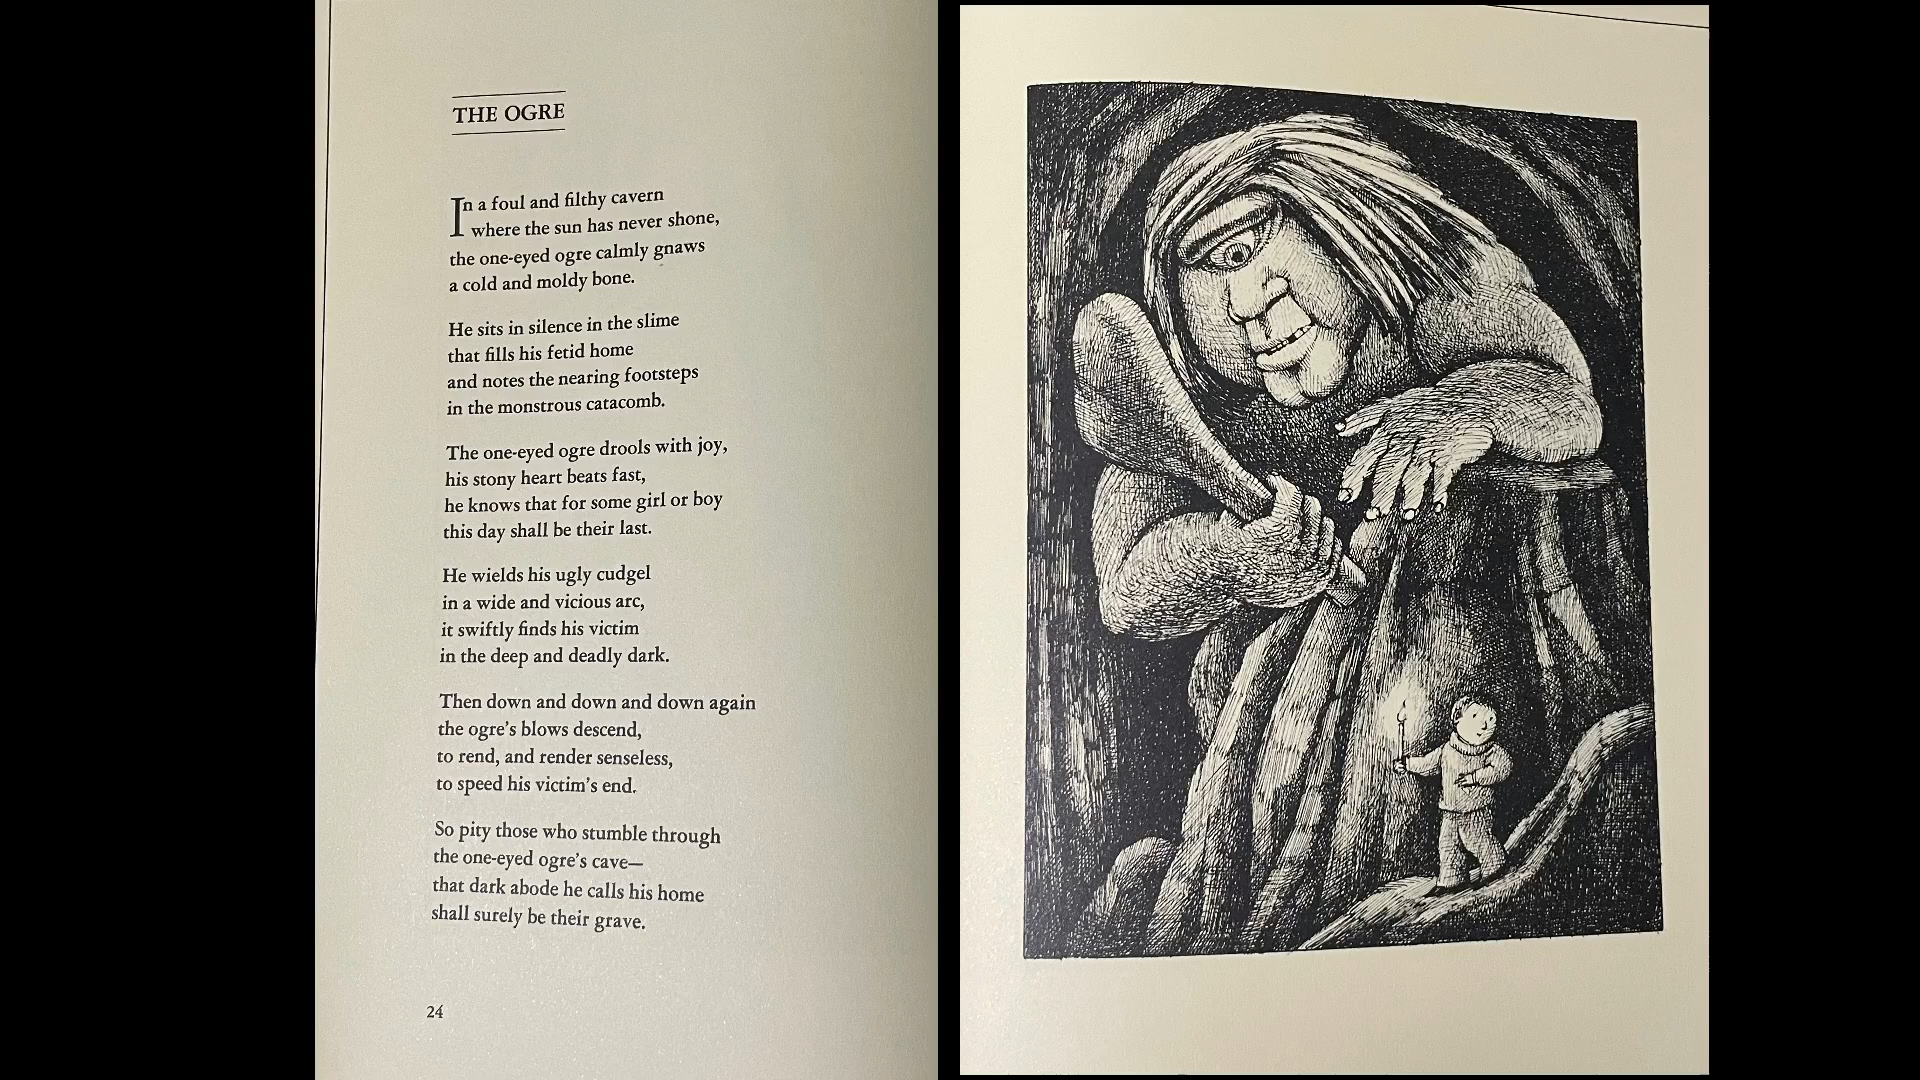 THE OGRE
In a foul and filthy cavern
where the sun has never shone,
the one-eyed ogre calmly gnaws
a cold and moldy bone.
He sits in silence in the slime
that fills his fetid home
and notes the nearing footsteps
in the monstrous catacomb.
The one-eyed ogre drools with joy,
his stony heart beats fast,
he knows that for some girl or boy
this day shall be their last.
He wields his ugly cudgel
in a wide and vicious arc,
it swiftly finds his victim
in the deep and deadly dark.
Then down and down and down again
the ogre's blows descend,
to rend, and render senseless,
to speed his victim's end.
So pity those who stumble through
the one-eyed ogre's cave—
that dark abode he calls his home
shall surely be their grave.
24